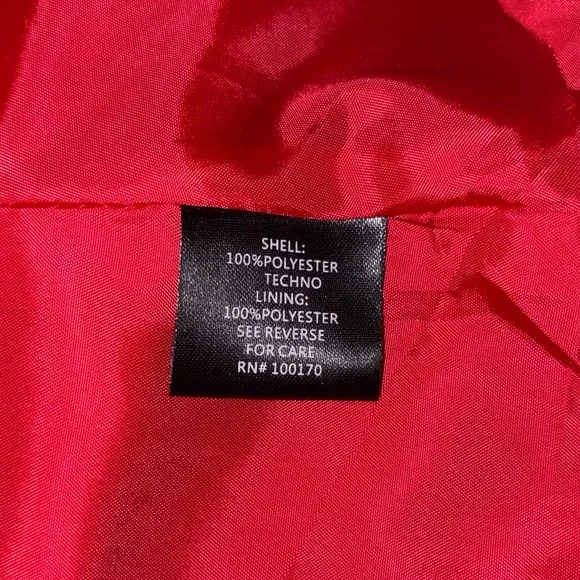 SHELL:
100%POLYESTER
TECHNO
LINING:
100%POLYESTER
SEE REVERSE
FOR CARE
RN# 100170